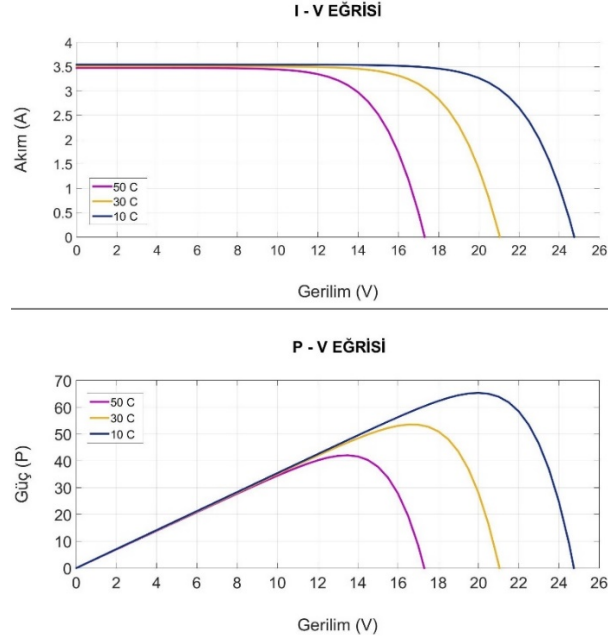 I - V EĞRİSİ
Akım (A)
4
3.5
3
2.5
2
1.5
1
0.5
0
50 C
30 C
10 C
0 2 4 6 8 10 12 14 16 18 20 22 24 26
Gerilim (V)
P - V EĞRİSİ
Güç (P)
70
60
50
40
30
20
10
0
50 C
30 C
10 C
0 2 4 6 8 10 12 14 16 18 20 22 24 26
Gerilim (V)